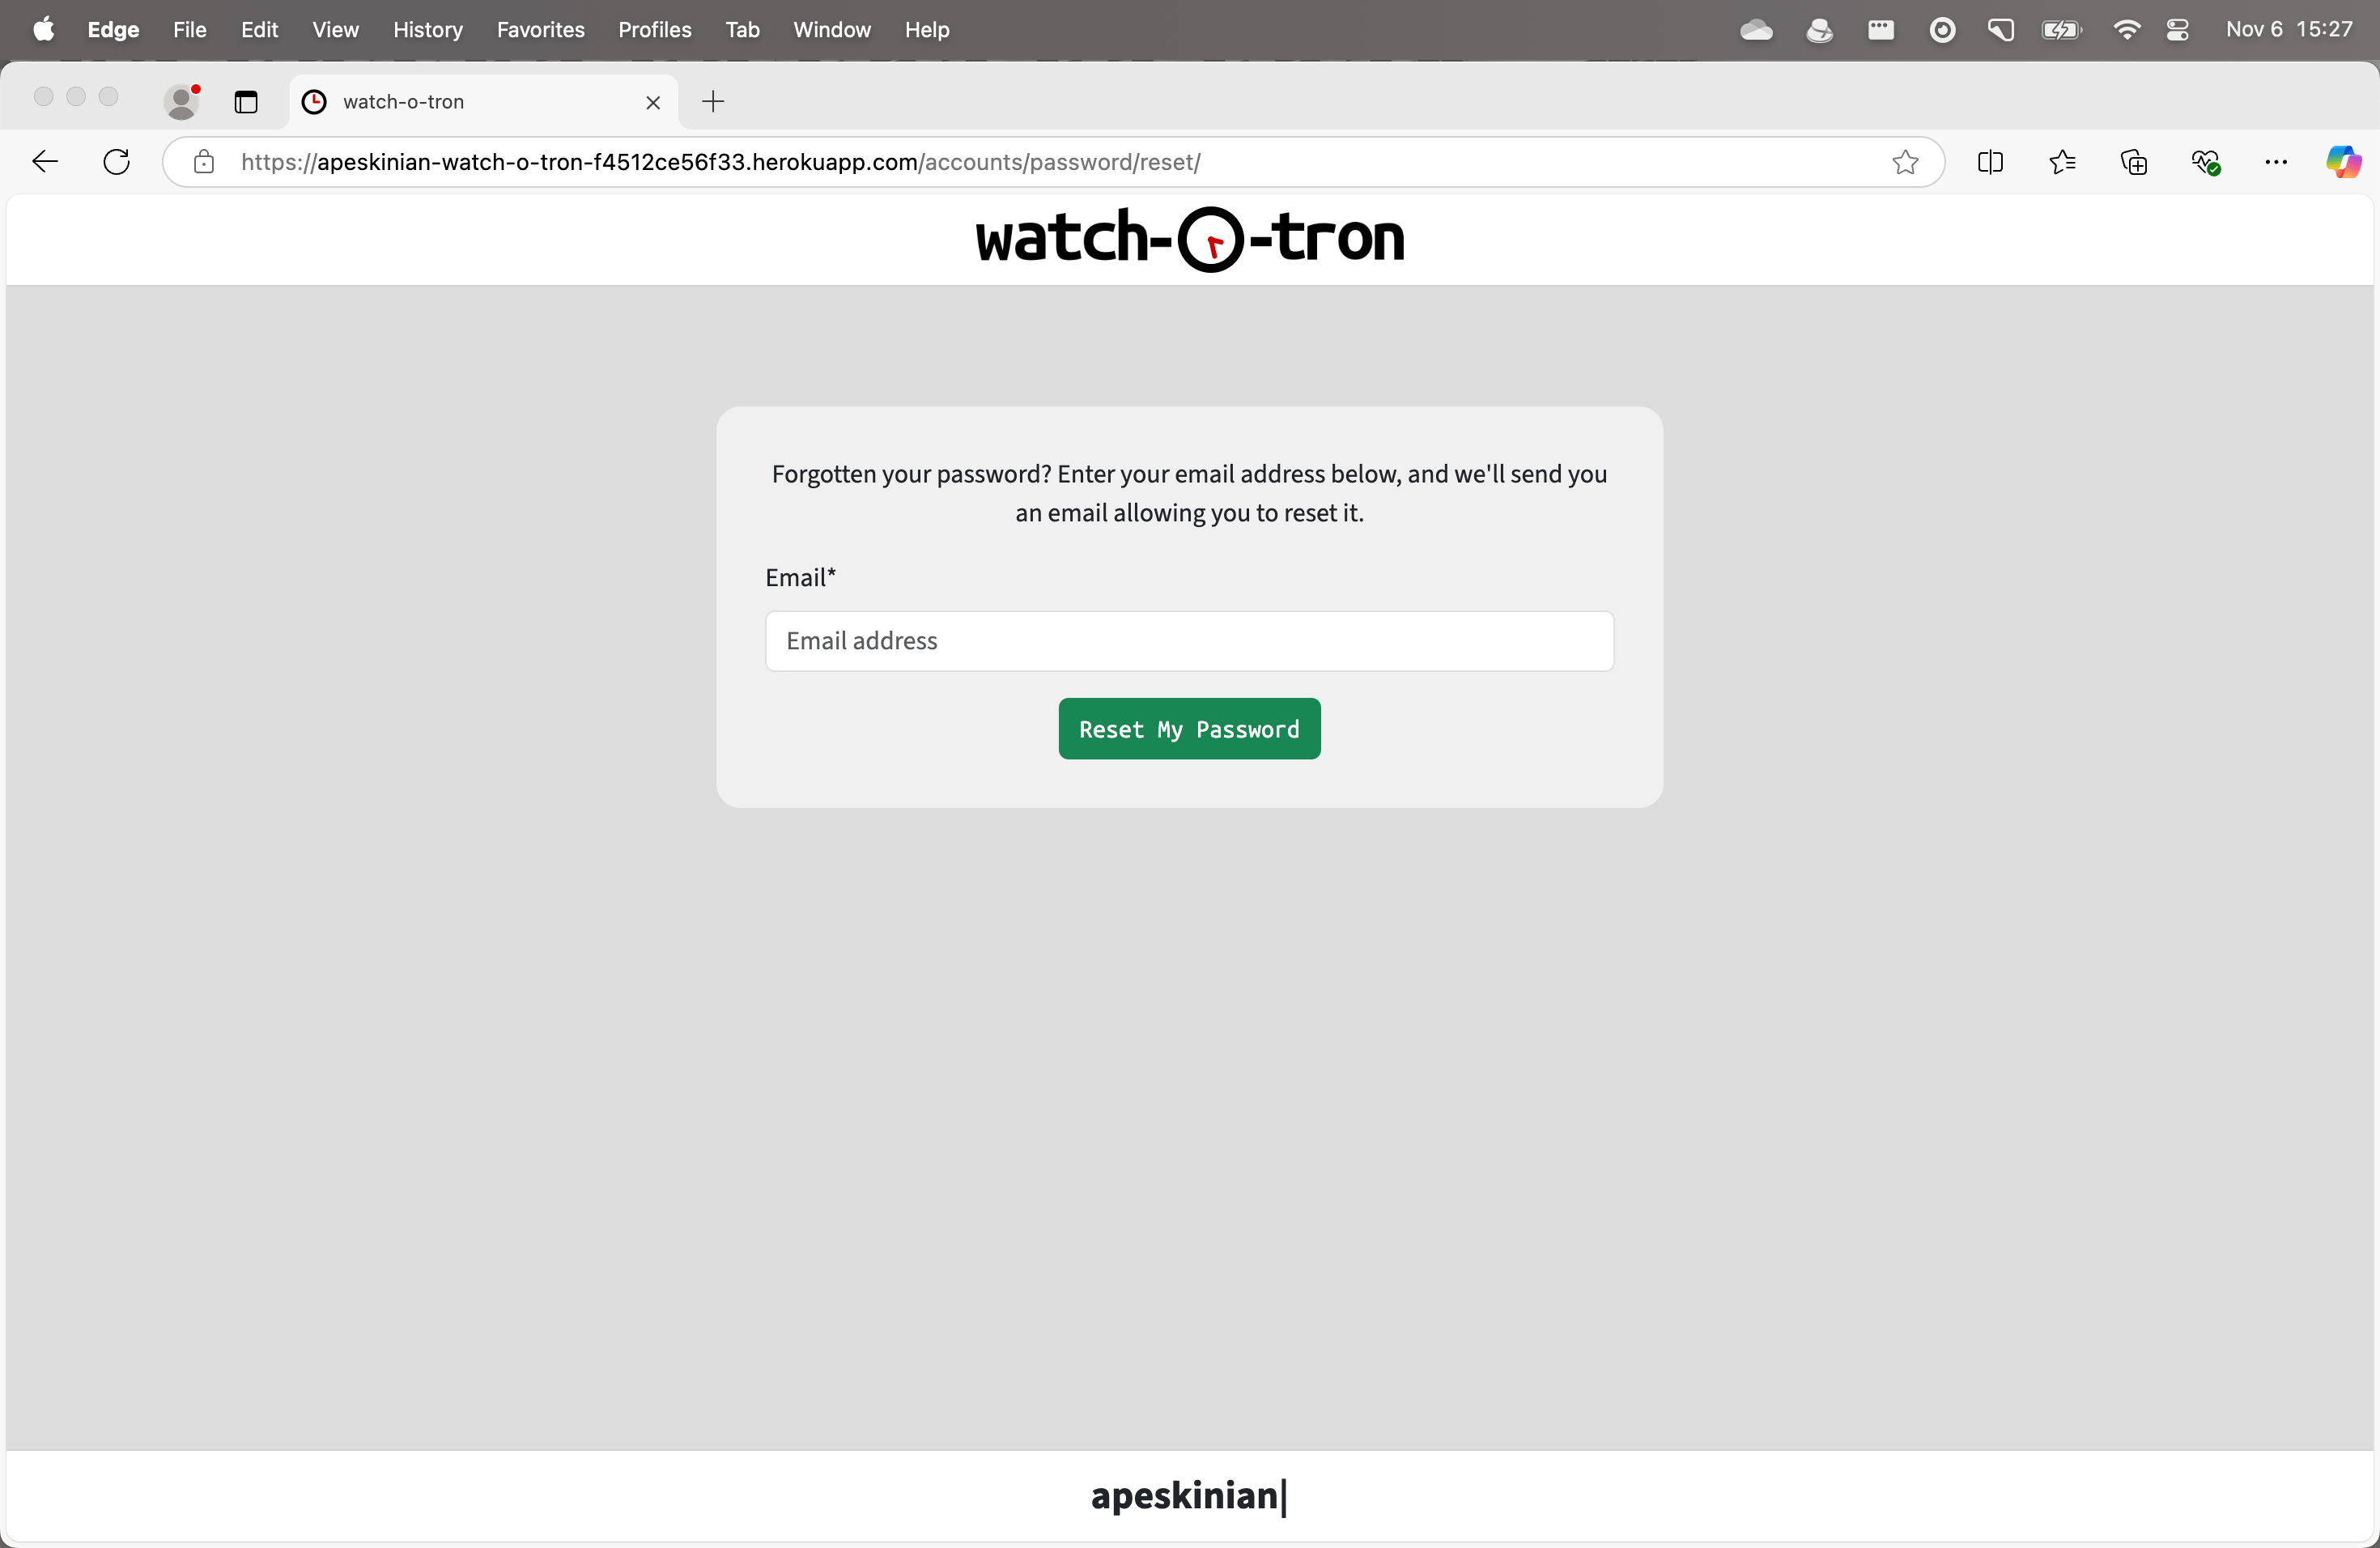 Edge File Edit View History Favorites Profiles Tab Window Help Nov 6 15:27
watch-o-tron
https://apeskinian-watch-o-tron-f4512ce56f33.herokuapp.com/accounts/password/reset/
watch-o-tron
Forgotten your password? Enter your email address below, and we'll send you
an email allowing you to reset it.
Email*
Email address
Reset My Password
apeskinian|